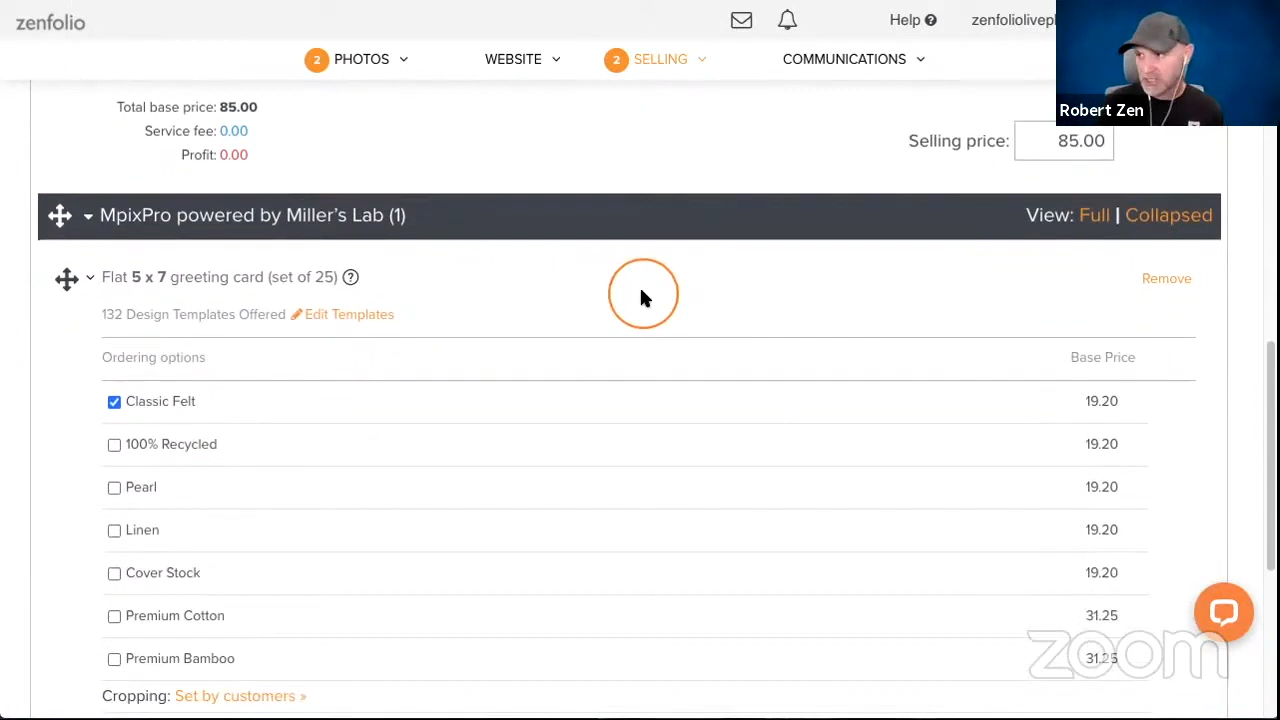 zenfolio
Help
zenfoliolivepl
2 PHOTOS
WEBSITE
2 SELLING
COMMUNICATIONS
Robert Zen
Total base price: 85.00
Service fee: 0.00
Profit: 0.00
Selling price: 85.00
MpixPro powered by Miller's Lab (1)
View: Full | Collapsed
Flat 5 x 7 greeting card (set of 25) ?
Remove
132 Design Templates Offered Edit Templates
Ordering options
Base Price
Classic Felt 19.20
100% Recycled 19.20
Pearl 19.20
Linen 19.20
Cover Stock 19.20
Premium Cotton 31.25
Premium Bamboo 31.25
zoom
Cropping: Set by customers »